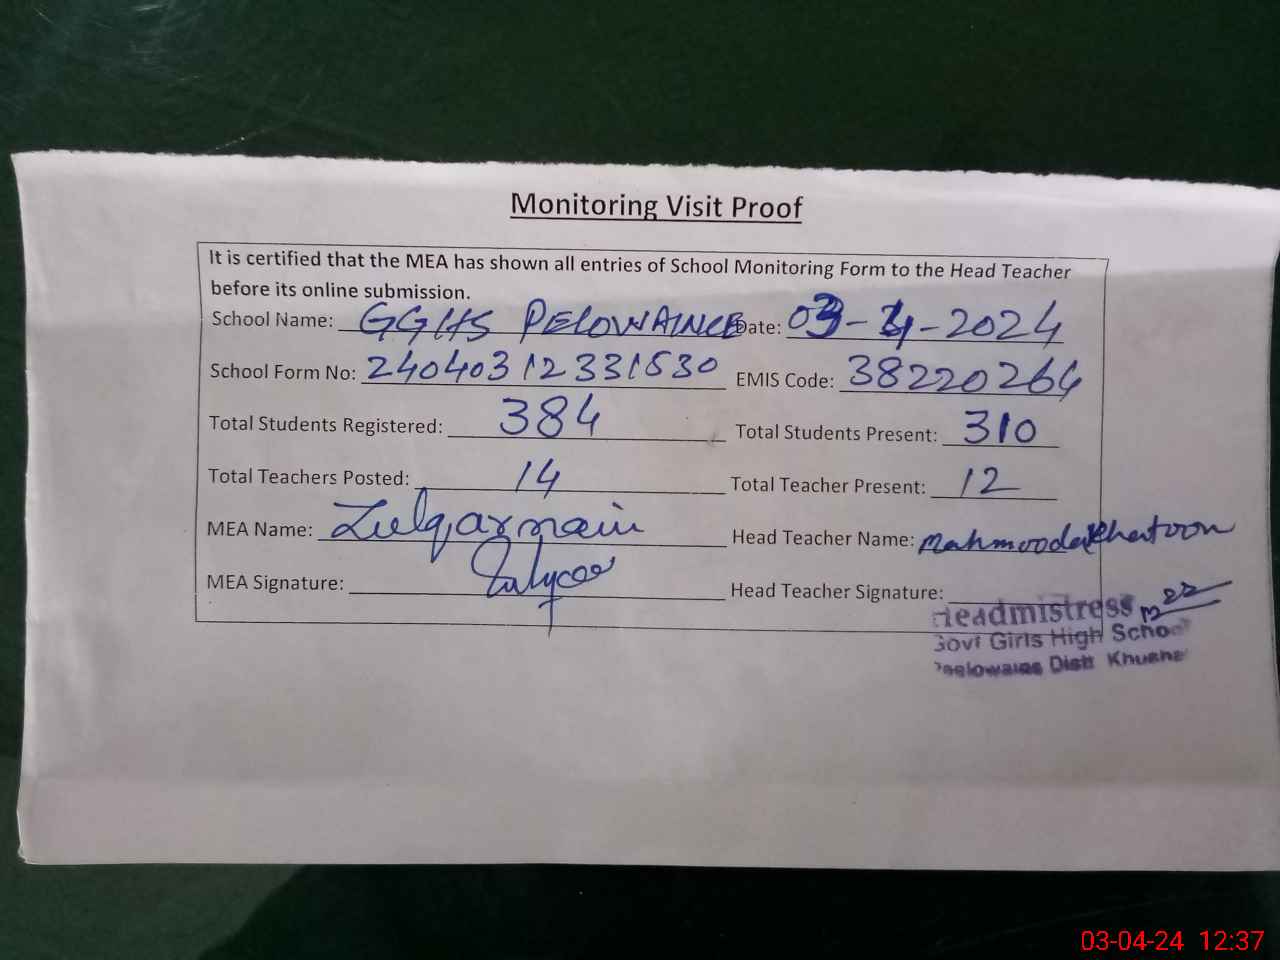 Monitoring Visit Proof
It is certified that the MEA has shown all entries of School Monitoring Form to the Head Teacher
before its online submission.
School Name: GGHS PELOWAINCE Date: 03-4-2024
School Form No: 24040312331530 EMIS Code: 38220264
Total Students Registered: 384 Total Students Present: 310
Total Teachers Posted: 14 Total Teacher Present: 12
MEA Name: Zulqarnain Head Teacher Name: Mahmooda Khatoon
MEA Signature: Head Teacher Signature:
Headmistress
Govt Girls High School
Distt Khusha
03-04-24 12:37